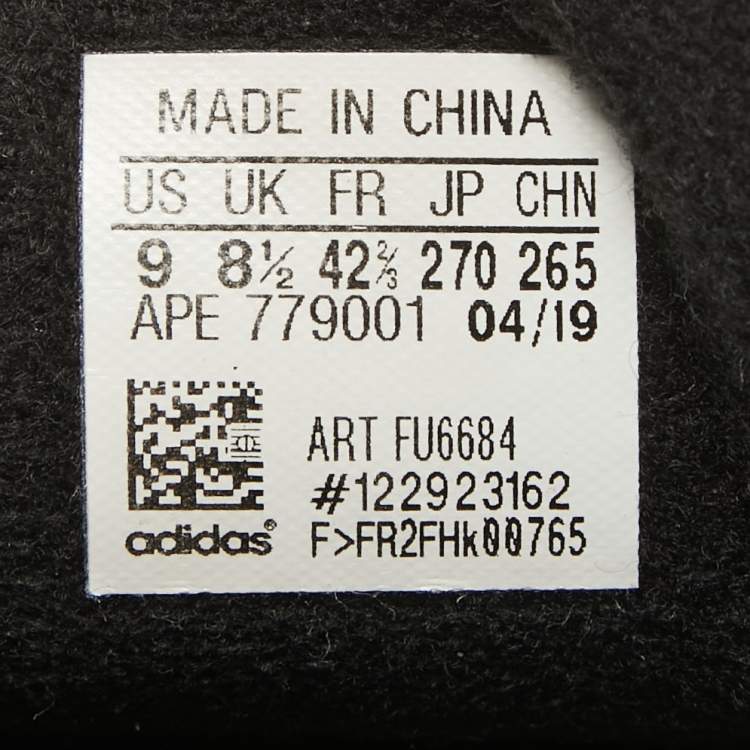 MADE IN CHINA
US UK FR JP CHN
9 8½ 42⅔ 270 265
APE 779001 04/19
ART FU6684
#122923162
adidas® F>FR2FHk00765